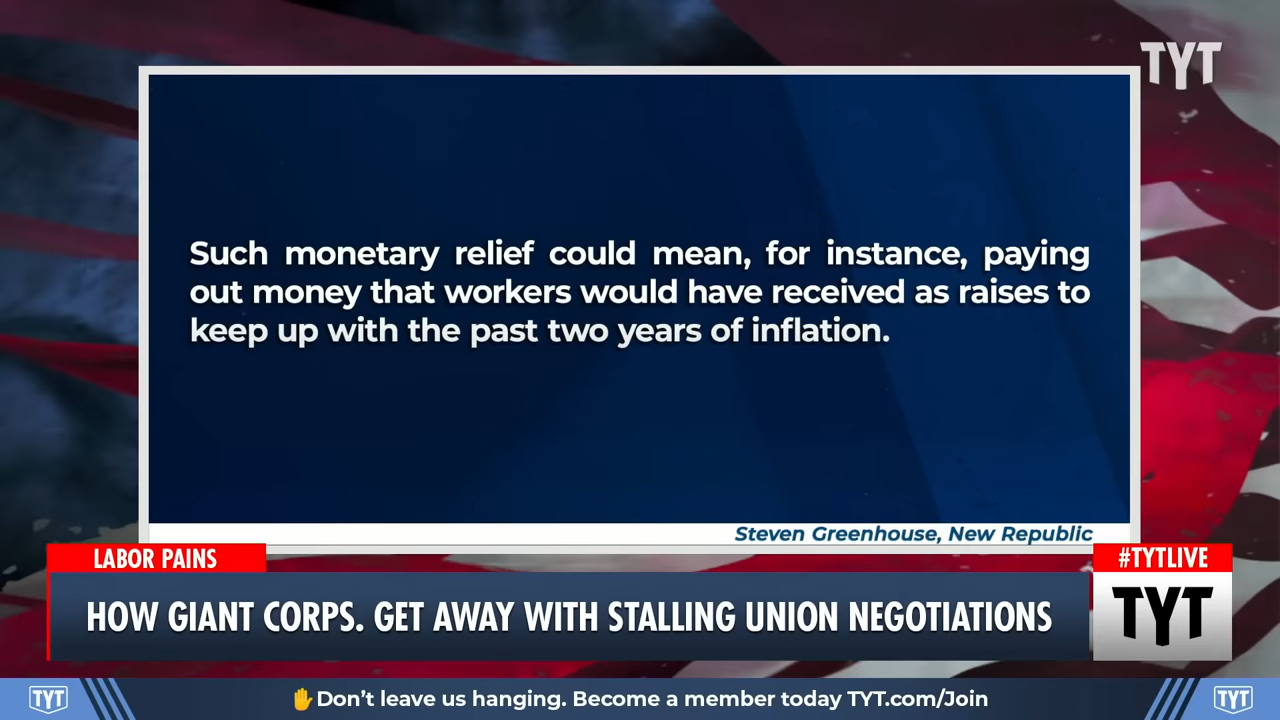 TYT
Such monetary relief could mean, for instance, paying
out money that workers would have received as raises to
keep up with the past two years of inflation.
Steven Greenhouse, New Republic
LABOR PAINS
#TYTLIVE
HOW GIANT CORPS. GET AWAY WITH STALLING UNION NEGOTIATIONS
TYT
TYT
✋Don’t leave us hanging. Become a member today TYT.com/Join
TYT